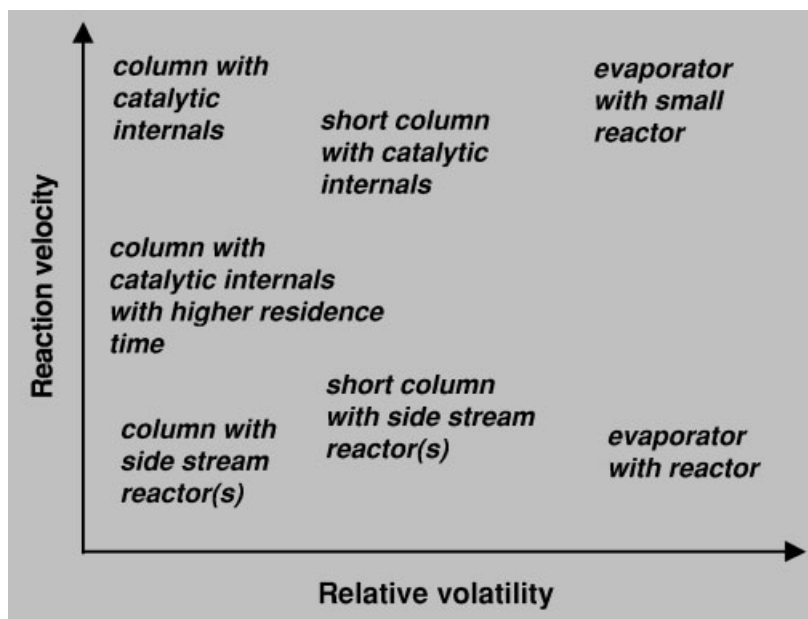 column with
catalytic
internals
short column
with catalytic
internals
evaporator
with small
reactor
column with
catalytic internals
with higher residence
time
column with
side stream
reactor(s)
short column
with side stream
reactor(s)
evaporator
with reactor
Reaction velocity
Relative volatility